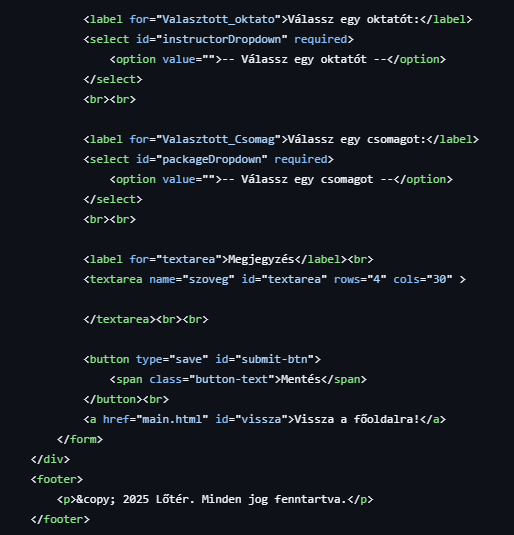 <label for="Valasztott_oktato">Válassz egy oktatót:</label>
<select id="instructorDropdown" required>
<option value="">-- Válassz egy oktatót --</option>
</select>
<br><br>
<label for="Valasztott_Csomag">Válassz egy csomagot:</label>
<select id="packageDropdown" required>
<option value="">-- Válassz egy csomagot --</option>
</select>
<br><br>
<label for="textarea">Megjegyzés</label><br>
<textarea name="szoveg" id="textarea" rows="4" cols="30" >
</textarea><br><br>
<button type="save" id="submit-btn">
<span class="button-text">Mentés</span>
</button><br>
<a href="main.html" id="vissza">Vissza a főoldalra!</a>
</form>
</div>
<footer>
<p>&copy; 2025 Lőtér. Minden jog fenntartva.</p>
</footer>